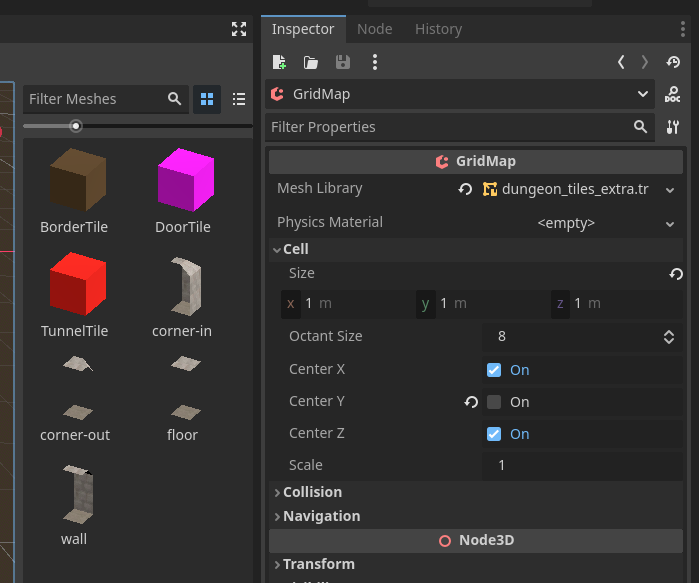 Inspector Node History
Filter Meshes
GridMap
Filter Properties
GridMap
Mesh Library dungeon_tiles_extra.tr
Physics Material <empty>
Cell
Size
x 1 m y 1 m z 1 m
Octant Size 8
Center X On
Center Y On
Center Z On
Scale 1
Collision
Navigation
Node3D
Transform
BorderTile DoorTile
TunnelTile corner-in
corner-out floor
wall